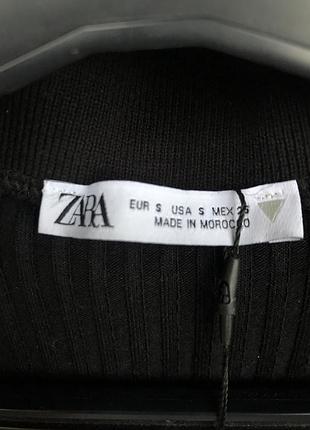 ZARA
EUR S USA S MEX 26
MADE IN MOROCCO